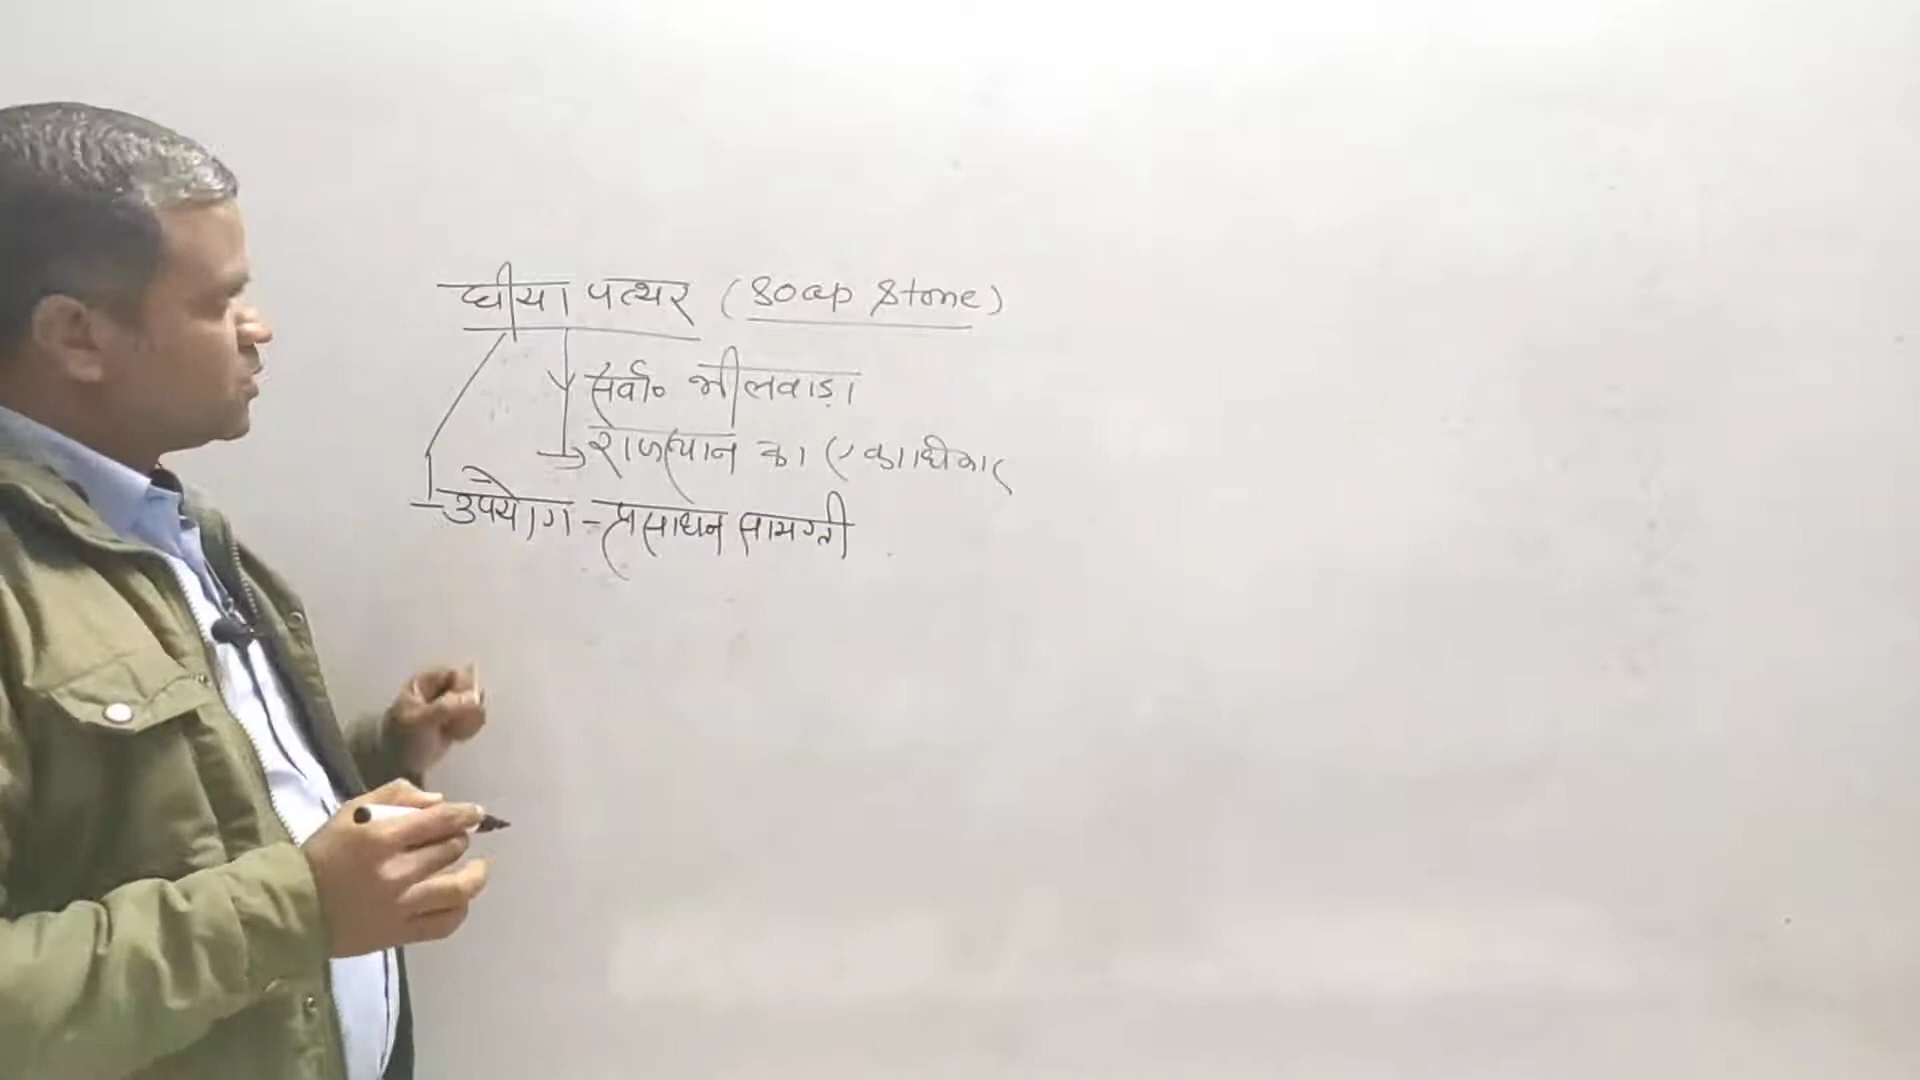 घीया पत्थर (Soap Stone)
सर्वा० भीलवाड़ा
राजस्थान का एकाधिकार
उपयोग - प्रसाधन सामग्री